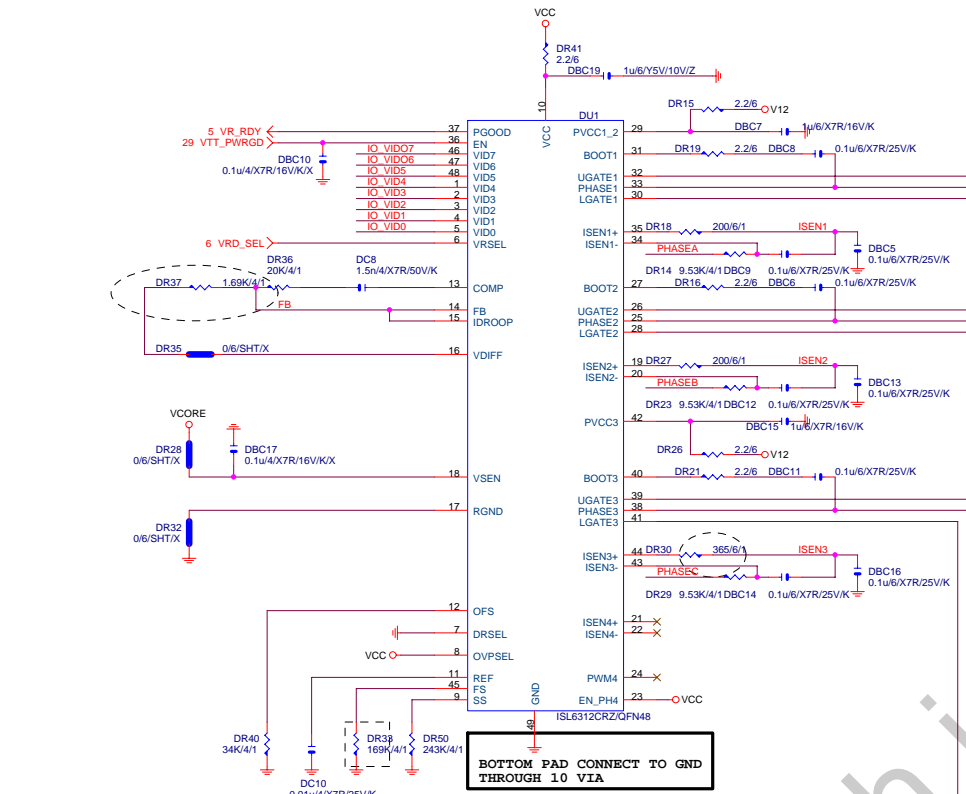 VCC
DR41
2.2/6
DBC19 1u/6/Y5V/10V/Z
10
DU1
VCC
DR15 2.2/6 V12
5 VR_RDY 37 PGOOD PVCC1_2 29 DBC7 1u/6/X7R/16V/K
29 VTT_PWRGD 36 EN
DBC10
0.1u/4/X7R/16V/K/X
IO_VIDO7 46 VID7 BOOT1 31 DR19 2.2/6 DBC8 0.1u/6/X7R/25V/K
IO_VIDO6 47 VID6
IO_VID5 48 VID5 UGATE1 32
IO_VID4 1 VID4 PHASE1 33
IO_VID3 2 VID3 LGATE1 30
IO_VID2 3 VID2
IO_VID1 4 VID1
IO_VID0 5 VID0 ISEN1+ 35 DR18 200/6/1 ISEN1
6 VRD_SEL 6 VRSEL ISEN1- 34 PHASEA
DBC5
0.1u/6/X7R/25V/K
DR14 9.53K/4/1 DBC9 0.1u/6/X7R/25V/K
DR36
20K/4/1
DC8
1.5n/4/X7R/50V/K
DR37 1.69K/4/1 13 COMP BOOT2 27 DR16 2.2/6 DBC6 0.1u/6/X7R/25V/K
FB 14 FB UGATE2 26
15 IDROOP PHASE2 25
LGATE2 28
DR35 0/6/SHT/X 16 VDIFF
ISEN2+ 19 DR27 200/6/1 ISEN2
ISEN2- 20 PHASEB
DBC13
0.1u/6/X7R/25V/K
DR23 9.53K/4/1 DBC12 0.1u/6/X7R/25V/K
VCORE
PVCC3 42 DBC15 1u/6/X7R/16V/K
DR28
0/6/SHT/X
DBC17
0.1u/4/X7R/16V/K/X
DR26 2.2/6 V12
18 VSEN BOOT3 40 DR21 2.2/6 DBC11 0.1u/6/X7R/25V/K
UGATE3 39
17 RGND PHASE3 38
LGATE3 41
DR32
0/6/SHT/X
ISEN3+ 44 DR30 365/6/1 ISEN3
ISEN3- 43 PHASEC
DBC16
0.1u/6/X7R/25V/K
DR29 9.53K/4/1 DBC14 0.1u/6/X7R/25V/K
12 OFS ISEN4+ 21
7 DRSEL ISEN4- 22
VCC 8 OVPSEL
11 REF PWM4 24
45 FS
9 SS GND EN_PH4 23 VCC
49
ISL6312CRZ/QFN48
DR40
34K/4/1
DR33
169K/4/1
DR50
243K/4/1
DC10
0.01u/4/X7R/25V/K
BOTTOM PAD CONNECT TO GND
THROUGH 10 VIA